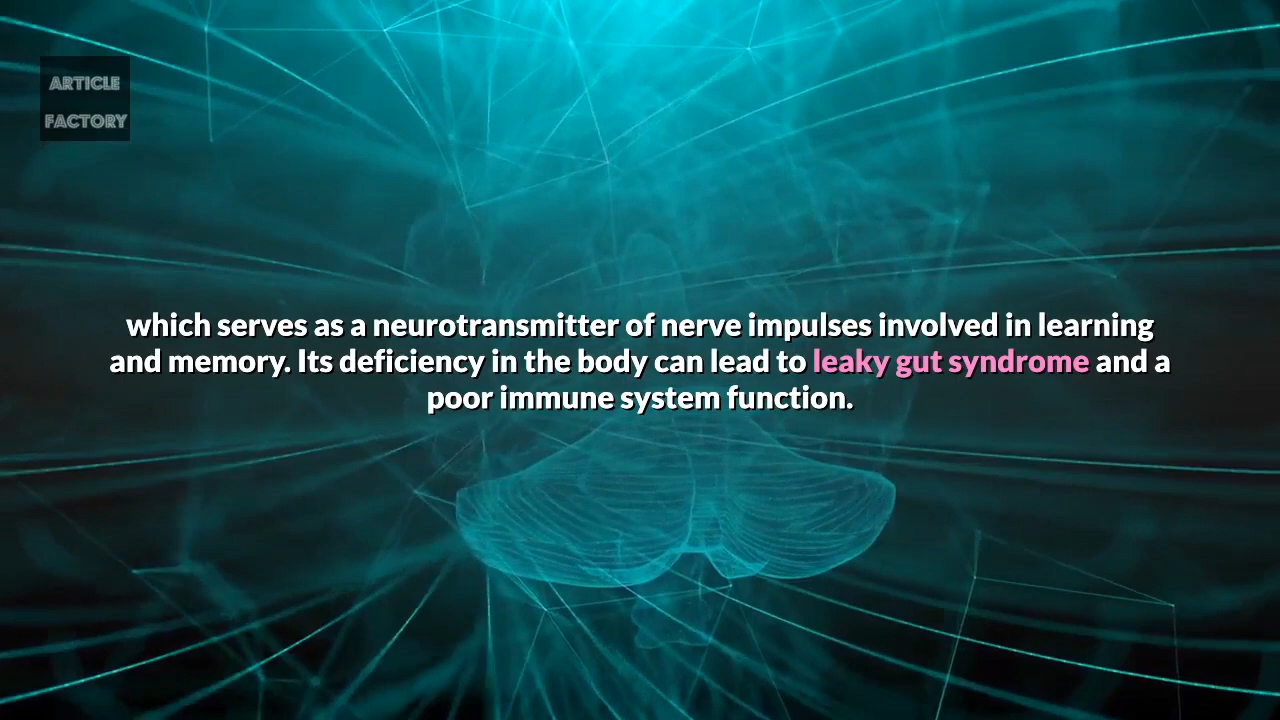 ARTICLE
FACTORY
which serves as a neurotransmitter of nerve impulses involved in learning
and memory. Its deficiency in the body can lead to leaky gut syndrome and a
poor immune system function.